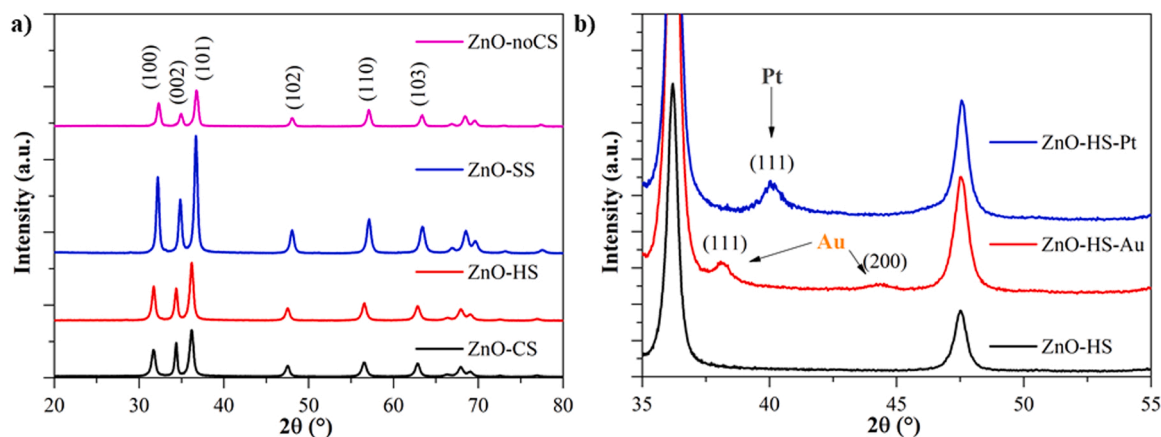 a)
ZnO-noCS
(100)
(002)
(101)
(102)
(110)
(103)
ZnO-SS
ZnO-HS
ZnO-CS
Intensity (a.u.)
20 30 40 50 60 70 80
2θ (°)
b)
Pt
(111)
ZnO-HS-Pt
(111)
Au
(200)
ZnO-HS-Au
ZnO-HS
Intensity (a.u.)
35 40 45 50 55
2θ (°)